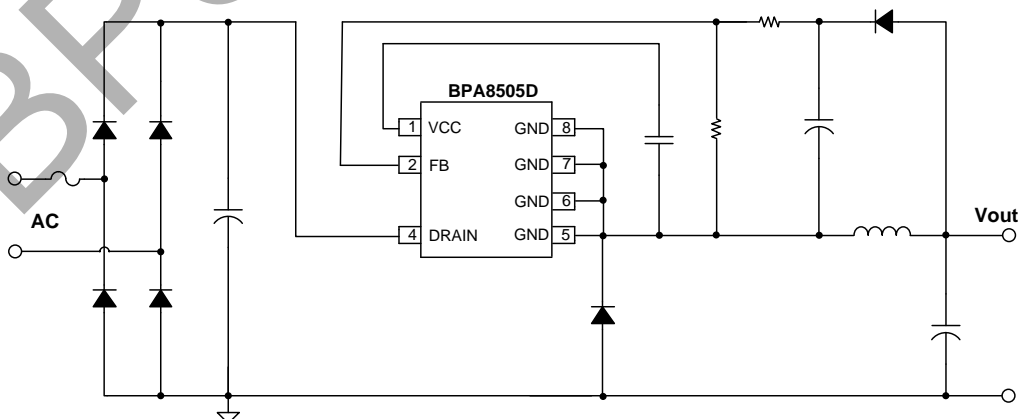 BPA8505D
1 VCC GND 8
2 FB GND 7
GND 6
4 DRAIN GND 5
AC
Vout